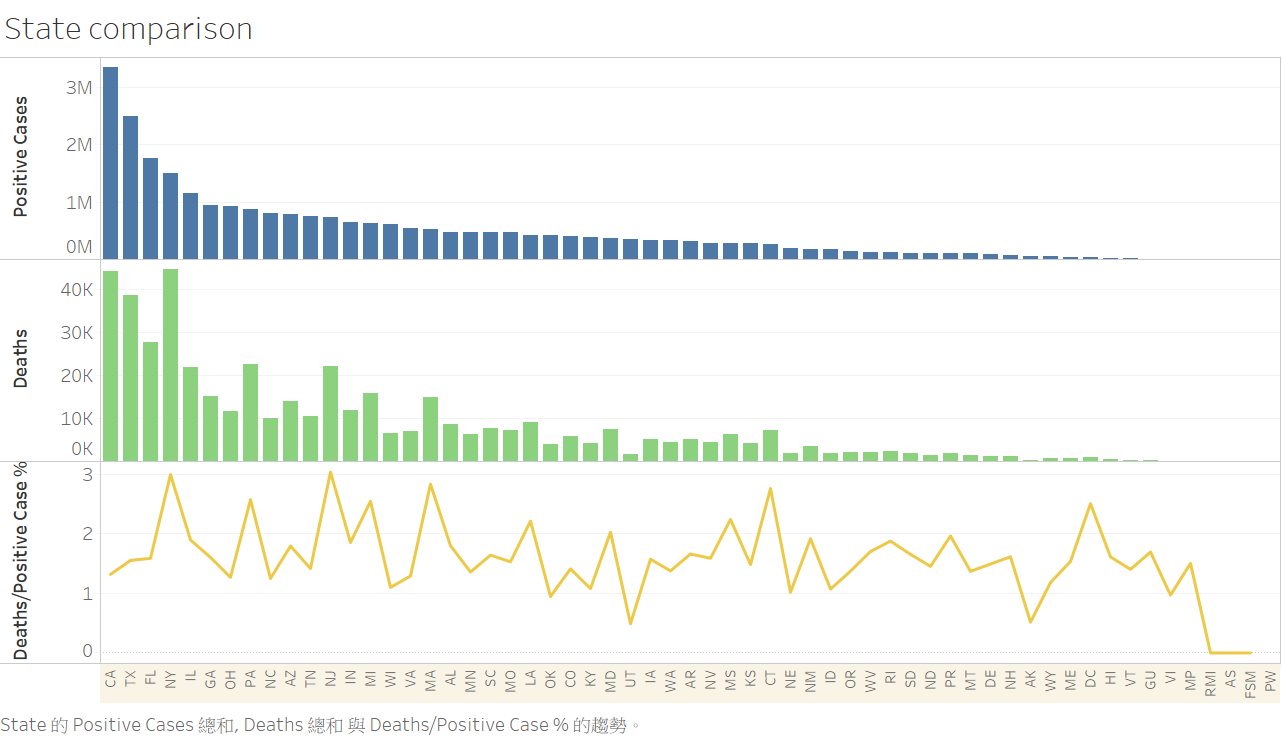 State comparison
Positive Cases
3M
2M
1M
0M
Deaths
40K
30K
20K
10K
0K
Deaths/Positive Case %
3
2
1
0
CA TX FL NY IL GA OH PA NC AZ TN NJ IN MI WI VA MA AL MN SC MO LA OK CO KY MD UT IA WA AR NV MS KS CT NE NM ID OR WV RI SD ND PR MT DE NH AK WY ME DC HI VT GU VI MP RMI AS FSM PW
State 的 Positive Cases 總和, Deaths 總和 與 Deaths/Positive Case % 的趨勢。